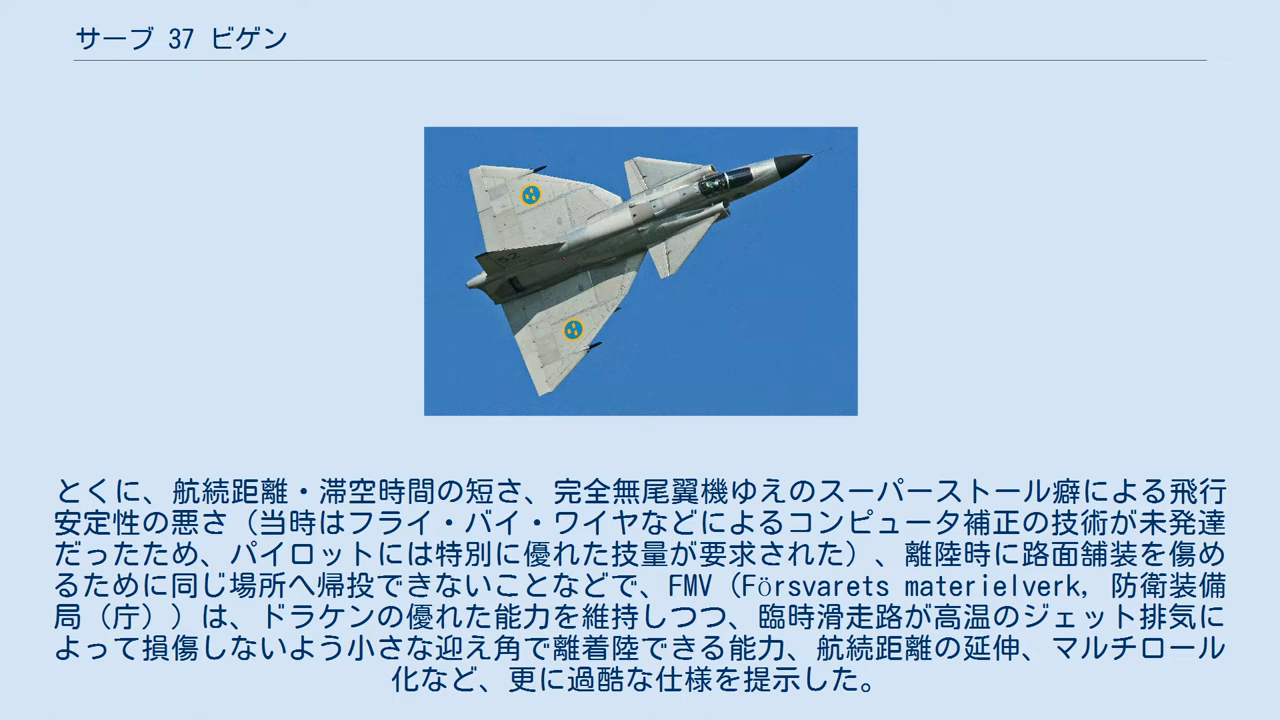 サーブ 37 ビゲン
52
とくに、航続距離・滞空時間の短さ、完全無尾翼機ゆえのスーパーストール癖による飛行
安定性の悪さ（当時はフライ・バイ・ワイヤなどによるコンピュータ補正の技術が未発達
だったため、パイロットには特別に優れた技量が要求された）、離陸時に路面舗装を傷め
るために同じ場所へ帰投できないことなどで、FMV（Försvarets materielverk, 防衛装備
局（庁））は、ドラケンの優れた能力を維持しつつ、臨時滑走路が高温のジェット排気に
よって損傷しないよう小さな迎え角で離着陸できる能力、航続距離の延伸、マルチロール
化など、更に過酷な仕様を提示した。